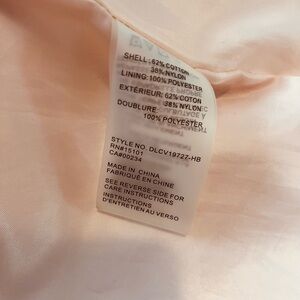 SHELL: 62% COTTON
38% NYLON
LINING: 100% POLYESTER
EXTÉRIEUR: 62% COTON
38% NYLON
DOUBLURE:
100% POLYESTER
STYLE NO. DLCV19727-HB
RN#15101
CA#00234
MADE IN CHINA
FABRIQUÉ EN CHINE
SEE REVERSE SIDE FOR
CARE INSTRUCTIONS
INSTRUCTIONS
D'ENTRETIEN AU VERSO